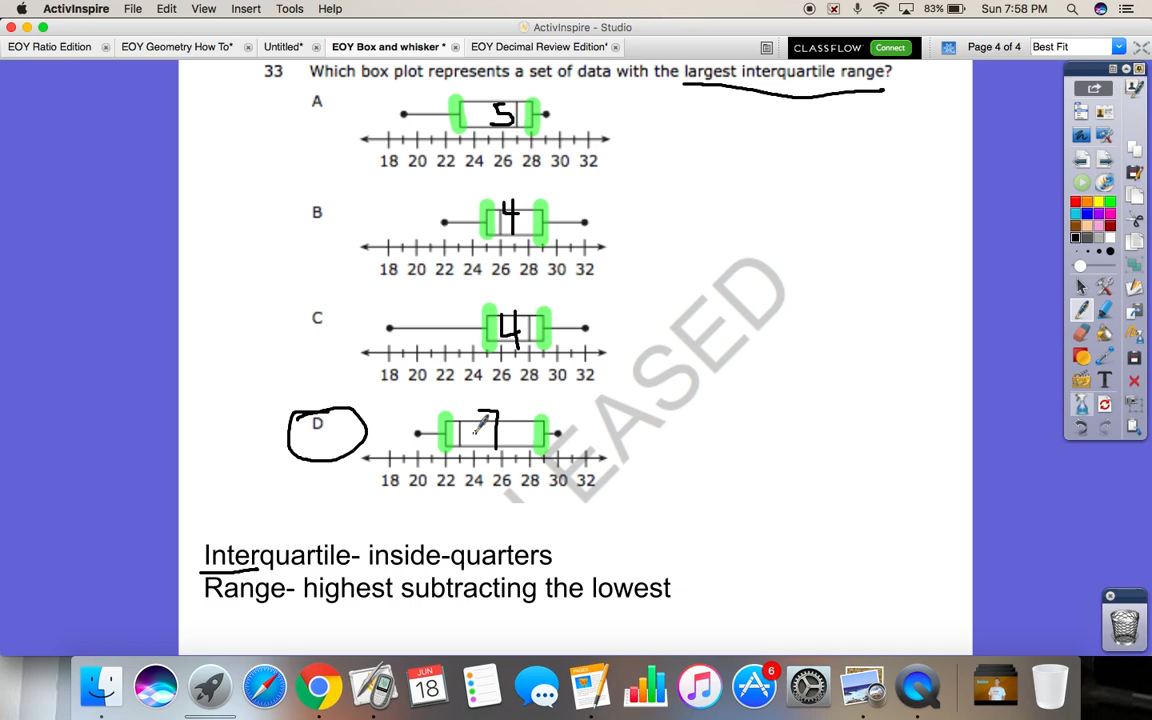 ActivInspire File Edit View Insert Tools Help 83% Sun 7:58 PM
ActivInspire - Studio
EOY Ratio Edition EOY Geometry How To* Untitled* EOY Box and whisker * EOY Decimal Review Edition* CLASSFLOW Connect Page 4 of 4 Best Fit
33 Which box plot represents a set of data with the largest interquartile range?
A
5
18 20 22 24 26 28 30 32
B
4
18 20 22 24 26 28 30 32
C
4
18 20 22 24 26 28 30 32
D
7
18 20 22 24 26 28 30 32
LEASED
Interquartile- inside-quarters
Range- highest subtracting the lowest
T
JUN
18
PAGES
6